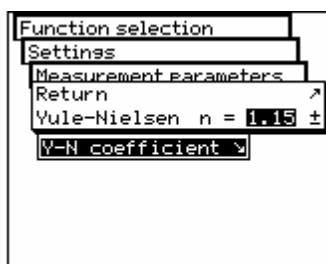 Function selection
Settings
Measurement parameters
Return ↗
Yule-Nielsen n = 1.15 ±
Y-N coefficient ↘